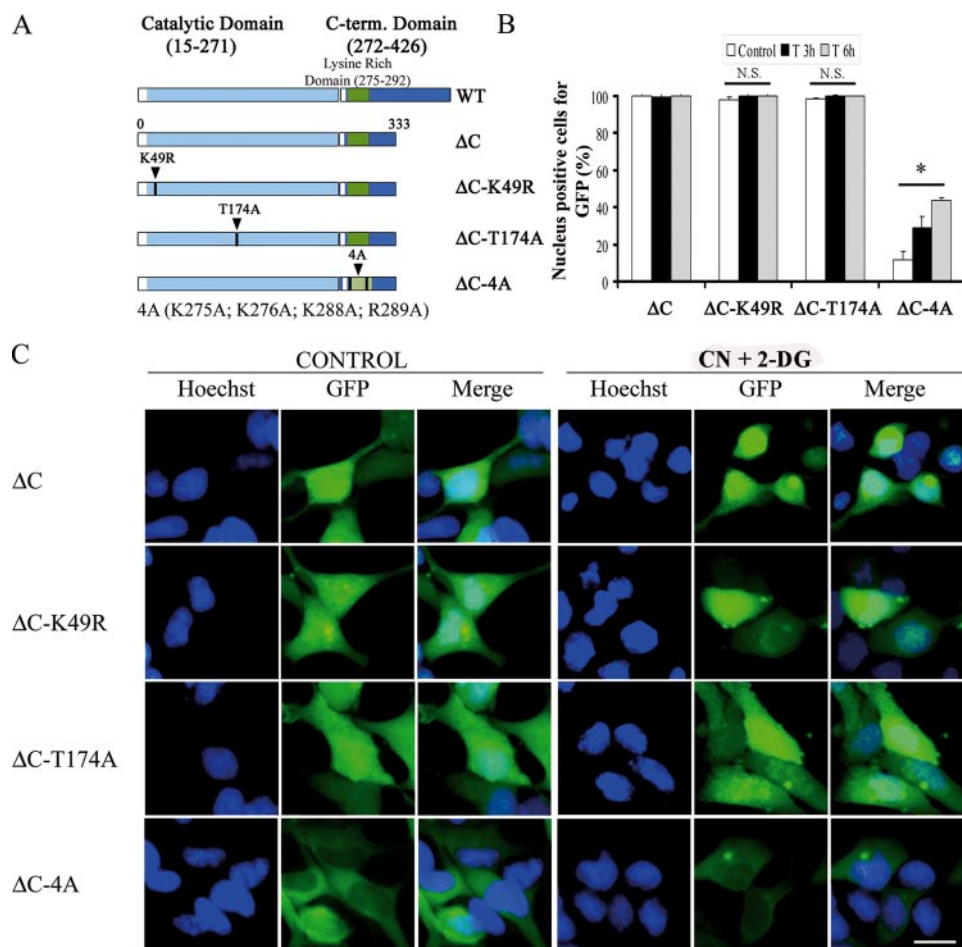 A
Catalytic Domain
(15-271)
C-term. Domain
(272-426)
Lysine Rich
Domain (275-292)
WT
0
333
ΔC
K49R
ΔC-K49R
T174A
ΔC-T174A
4A
ΔC-4A
4A (K275A; K276A; K288A; R289A)
B
Control T 3h T 6h
N.S.
N.S.
*
Nucleus positive cells for
GFP (%)
100
80
60
40
20
0
ΔC ΔC-K49R ΔC-T174A ΔC-4A
C
CONTROL CN + 2-DG
Hoechst GFP Merge Hoechst GFP Merge
ΔC
ΔC-K49R
ΔC-T174A
ΔC-4A